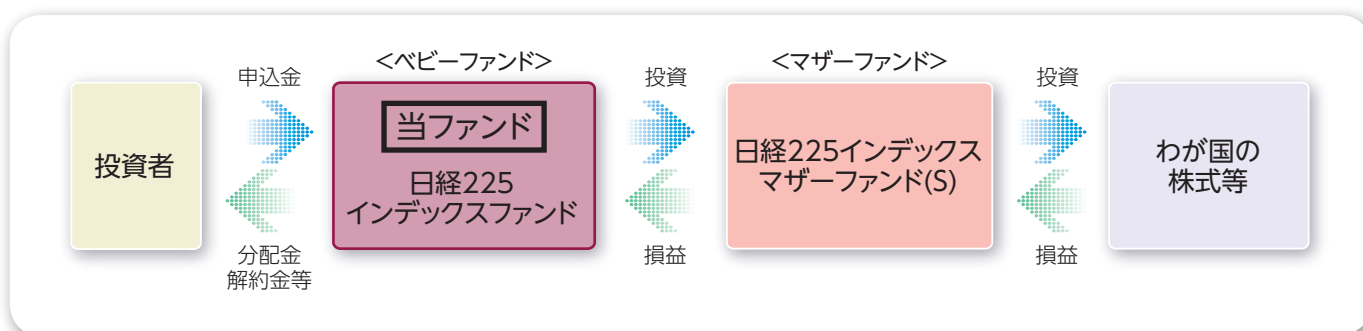 <ベビーファンド>
<マザーファンド>
申込金
投資
投資
投資者
当ファンド
日経225
インデックスファンド
日経225インデックス
マザーファンド(S)
わが国の
株式等
分配金
解約金等
損益
損益